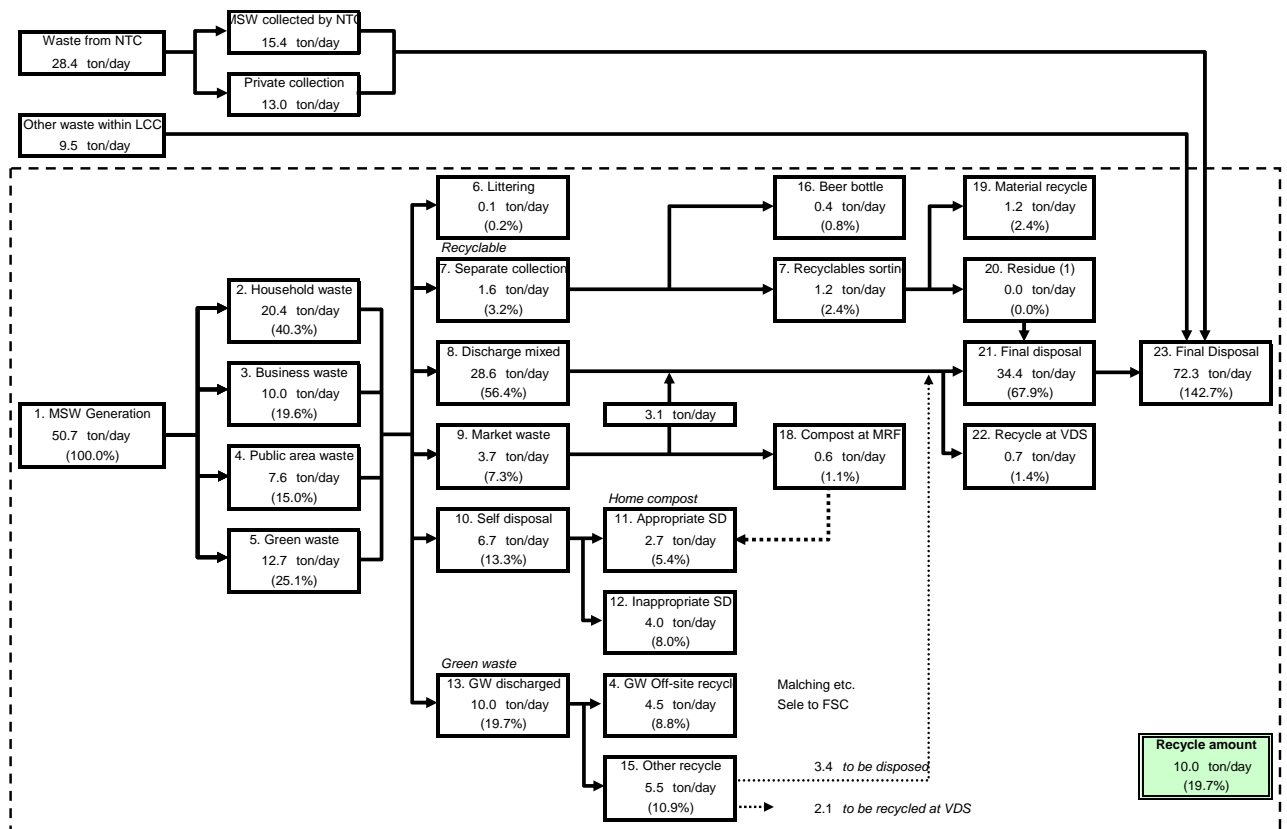 MSW collected by NTC
15.4 ton/day
Waste from NTC
28.4 ton/day
Private collection
13.0 ton/day
Other waste within LCC
9.5 ton/day
6. Littering
0.1 ton/day
(0.2%)
16. Beer bottle
0.4 ton/day
(0.8%)
19. Material recycle
1.2 ton/day
(2.4%)
Recyclable
7. Separate collection
1.6 ton/day
(3.2%)
7. Recyclables sortin
1.2 ton/day
(2.4%)
20. Residue (1)
0.0 ton/day
(0.0%)
2. Household waste
20.4 ton/day
(40.3%)
8. Discharge mixed
28.6 ton/day
(56.4%)
21. Final disposal
34.4 ton/day
(67.9%)
23. Final Disposal
72.3 ton/day
(142.7%)
3. Business waste
10.0 ton/day
(19.6%)
1. MSW Generation
50.7 ton/day
(100.0%)
3.1 ton/day
9. Market waste
3.7 ton/day
(7.3%)
18. Compost at MRF
0.6 ton/day
(1.1%)
22. Recycle at VDS
0.7 ton/day
(1.4%)
4. Public area waste
7.6 ton/day
(15.0%)
Home compost
10. Self disposal
6.7 ton/day
(13.3%)
11. Appropriate SD
2.7 ton/day
(5.4%)
5. Green waste
12.7 ton/day
(25.1%)
12. Inappropriate SD
4.0 ton/day
(8.0%)
Green waste
13. GW discharged
10.0 ton/day
(19.7%)
4. GW Off-site recycl
4.5 ton/day
(8.8%)
Malching etc.
Sele to FSC
15. Other recycle
5.5 ton/day
(10.9%)
3.4 to be disposed
2.1 to be recycled at VDS
Recycle amount
10.0 ton/day
(19.7%)